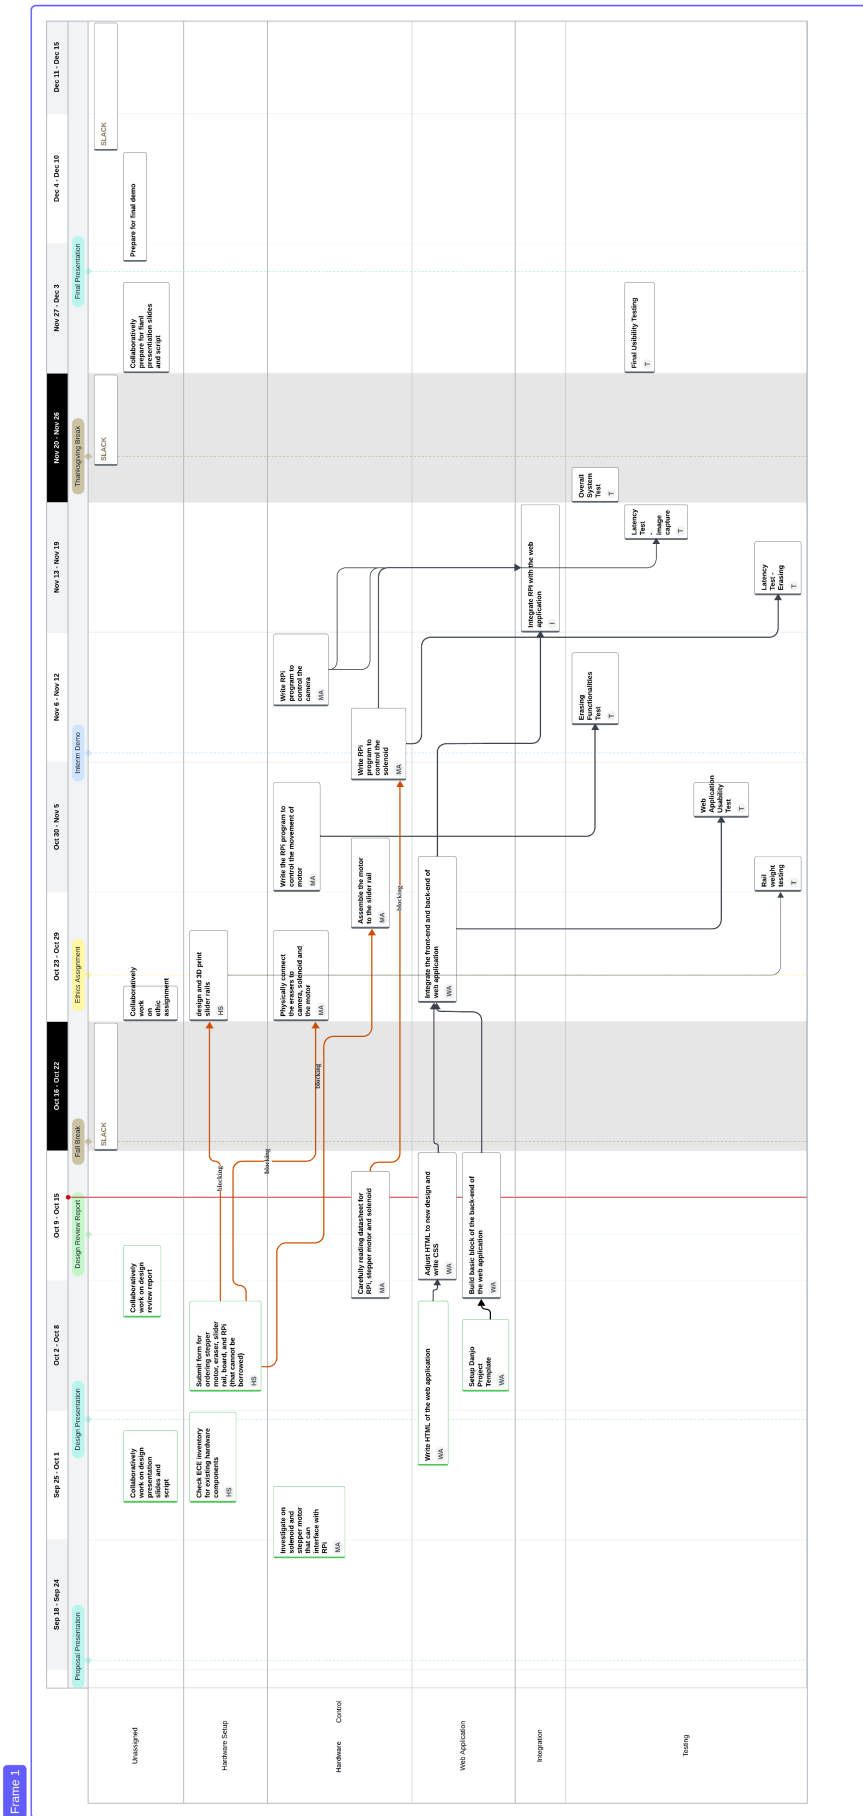 Frame 1
Sep 18 - Sep 24
Sep 25 - Oct 1
Oct 2 - Oct 8
Oct 9 - Oct 15
Oct 16 - Oct 22
Oct 23 - Oct 29
Oct 30 - Nov 5
Nov 6 - Nov 12
Nov 13 - Nov 19
Nov 20 - Nov 26
Nov 27 - Dec 3
Dec 4 - Dec 10
Dec 11 - Dec 15
Proposal Presentation
Design Presentation
Design Review Report
Fall Break
Ethics Assignment
Interim Demo
Thanksgiving Break
Final Presentation
Unassigned
SLACK
SLACK
SLACK
Collaboratively
work on design
presentation
slides and
script
Collaboratively
work on design
review report
Collaboratively
work
on
ethic
assignment
Collaboratively
prepare for fianl
presentation slides
and script
Prepare for final demo
Hardware Setup
Check ECE inventory
for existing hardware
components
HS
Submit form for
ordering stepper
motor, eraser, slider
rail, board, and RPi
(that cannot be
borrowed)
HS
blocking
blocking
design and 3D print
slider rails
HS
Hardware
Control
Investigate on
solenoid and
stepper motor
that can
interface with
RPi
MA
blocking
Physically connect
the erasers to
camera, solenoid and
the motor
MA
Write the RPi program to
control the movement of
motor
MA
Write RPi
program to
control the
camera
MA
Carefully reading datasheet for
RPi, stepper motor and solenoid
MA
Assemble the motor
to the slider rail
MA
blocking
Write RPi
program to
control the
solenoid
MA
Web Application
Write HTML of the web application
WA
Adjust HTML to new design and
write CSS
WA
Integrate the front-end and back-end of
web application
WA
Setup Danjo
Project
Template
WA
Build basic block of the back-end of
the web application
WA
Integration
Integrate RPI with the web
application
I
Testing
Erasing
Functionalities
Test
T
Overall
System
Test
T
Latency
Test
-
image
capture
T
Final Usibility Testing
T
Web
Application
Usability
Test
T
Rail
weight
testing
T
Latency
Test -
Erasing
T